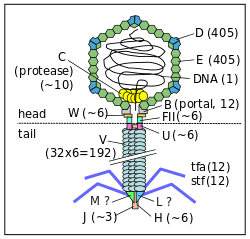 D (405)
C
(protease)
(~10)
E (405)
DNA (1)
B (portal, 12)
W (~6)
FII(~6)
head
tail
U(~6)
V
(32x6=192)
tfa(12)
stf(12)
M ?
L ?
J (~3)
H (~6)